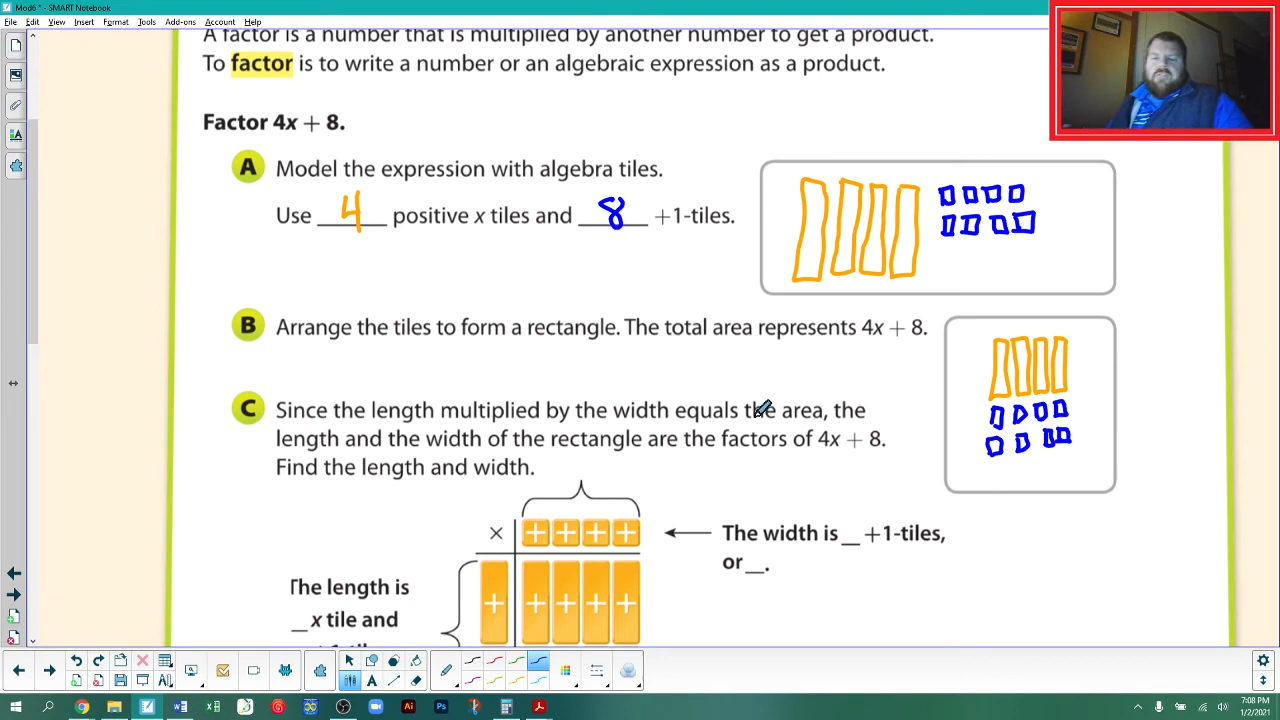 Mod6 * - SMART Notebook
File Edit View Insert Format Tools Add-ons Account Help
A factor is a number that is multiplied by another number to get a product.
To factor is to write a number or an algebraic expression as a product.
Factor 4x + 8.
A Model the expression with algebra tiles.
Use 4 positive x tiles and 8 +1-tiles.
B Arrange the tiles to form a rectangle. The total area represents 4x + 8.
C Since the length multiplied by the width equals the area, the
length and the width of the rectangle are the factors of 4x + 8.
Find the length and width.
× + + + +
The width is _ +1-tiles,
or _.
The length is
_ x tile and
+ + + + +
7:08 PM
1/2/2021